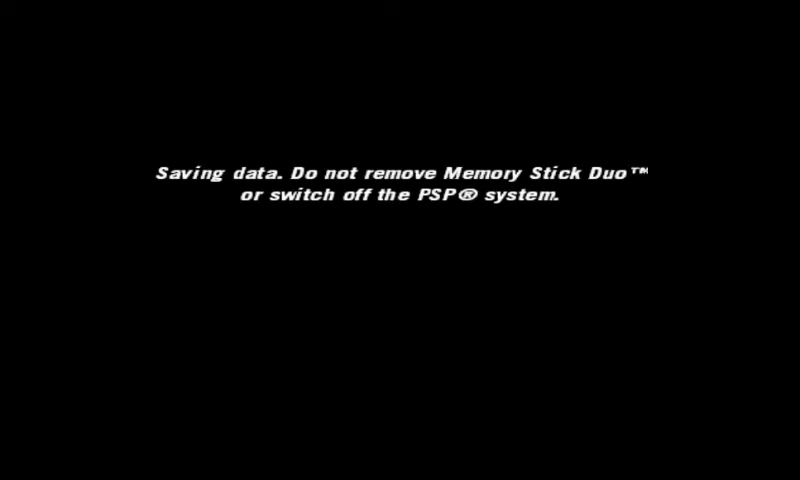 Saving data. Do not remove Memory Stick Duo™
or switch off the PSP® system.